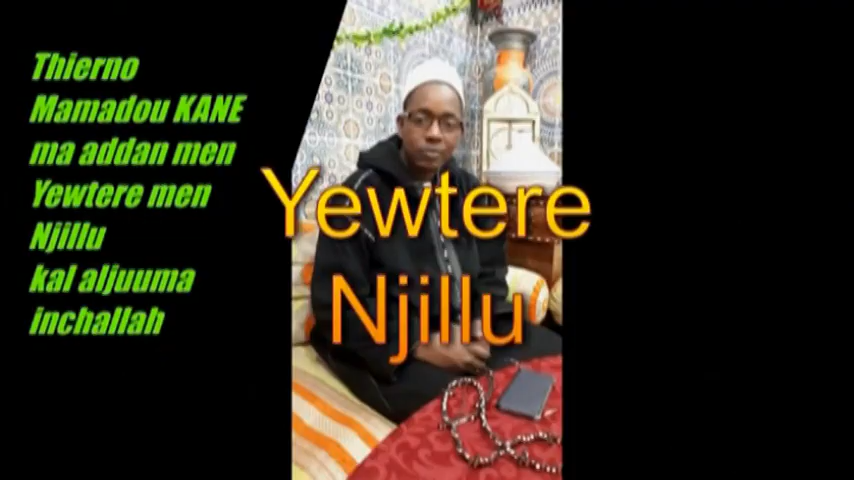 Thierno
Mamadou KANE
ma addan men
Yewtere men
Njillu
kal aljuuma
inchallah
Yewtere
Njillu